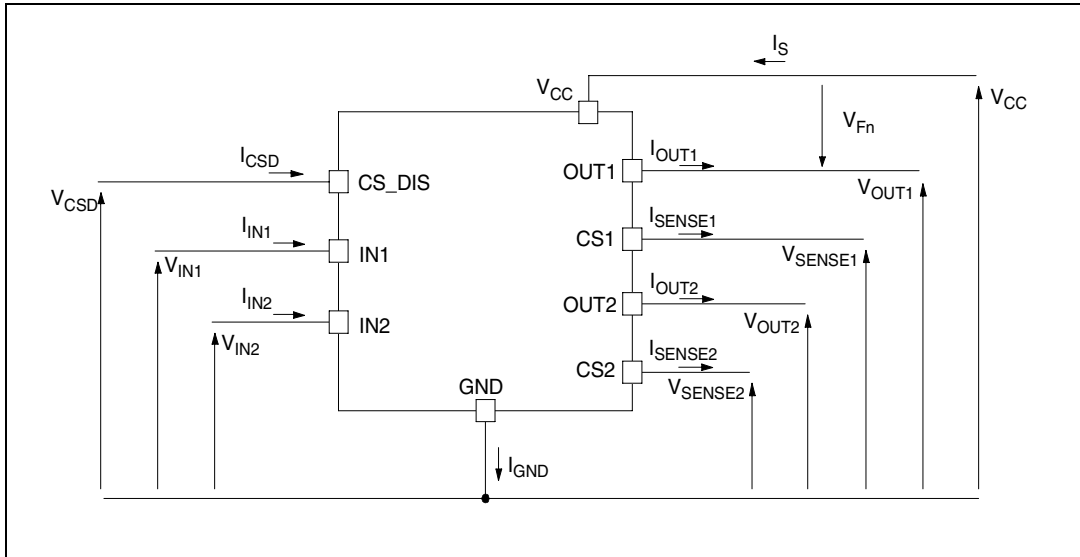 I_S
V_CC
V_CC
V_Fn
I_CSD
I_OUT1
CS_DIS
OUT1
V_CSD
V_OUT1
I_IN1
I_SENSE1
IN1
CS1
V_IN1
V_SENSE1
I_IN2
I_OUT2
IN2
OUT2
V_IN2
V_OUT2
I_SENSE2
GND
CS2
V_SENSE2
I_GND